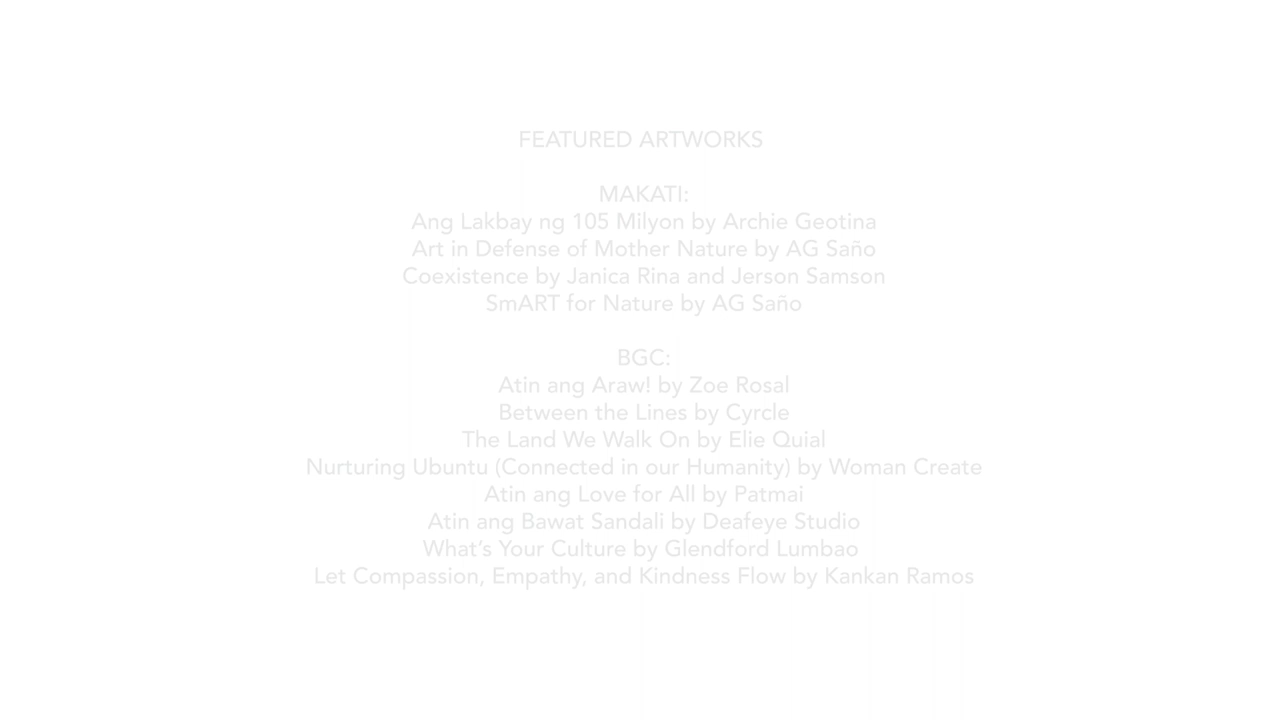 FEATURED ARTWORKS
MAKATI:
Ang Lakbay ng 105 Milyon by Archie Geotina
Art in Defense of Mother Nature by AG Saño
Coexistence by Janica Rina and Jerson Samson
SmART for Nature by AG Saño
BGC:
Atin ang Araw! by Zoe Rosal
Between the Lines by Cyrcle
The Land We Walk On by Elie Quial
Nurturing Ubuntu (Connected in our Humanity) by Woman Create
Atin ang Love for All by Patmai
Atin ang Bawat Sandali by Deafeye Studio
What’s Your Culture by Glendford Lumbao
Let Compassion, Empathy, and Kindness Flow by Kankan Ramos